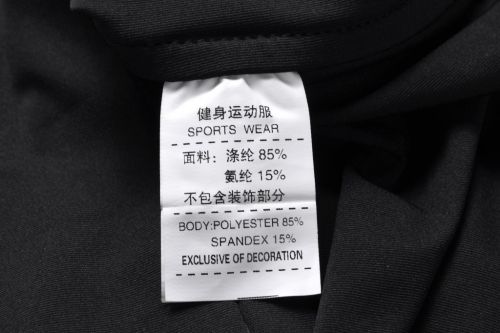 健身运动服
SPORTS WEAR
面料：涤纶 85%
氨纶 15%
不包含装饰部分
BODY:POLYESTER 85%
SPANDEX 15%
EXCLUSIVE OF DECORATION